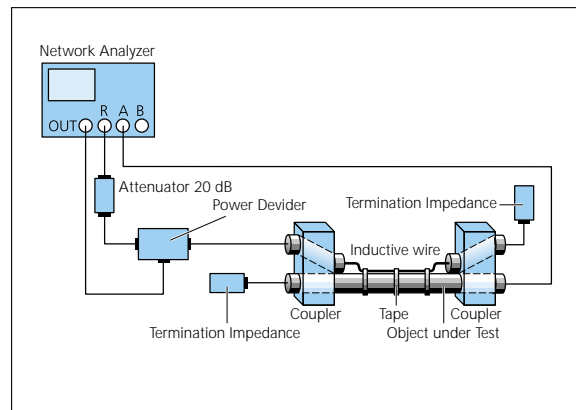 Network Analyzer
R A B
OUT
Attenuator 20 dB
Power Devider
Termination Impedance
Inductive wire
Termination Impedance
Coupler
Tape
Coupler
Object under Test